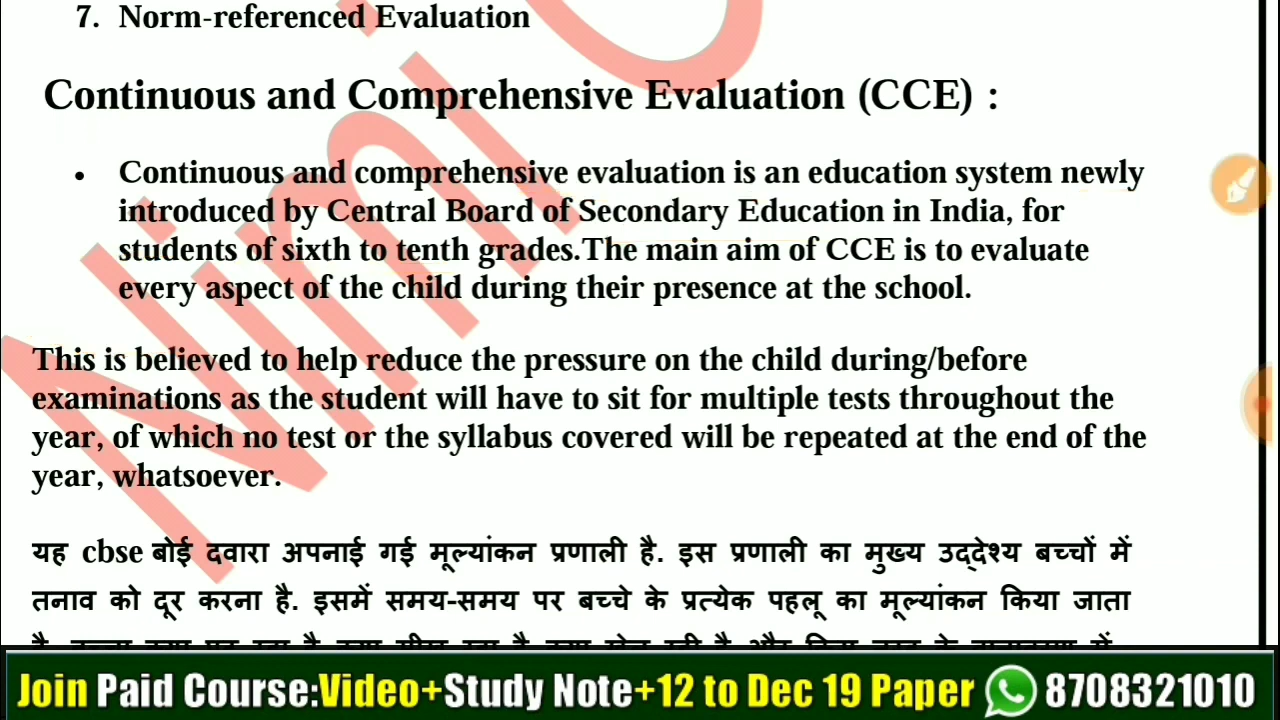 7. Norm-referenced Evaluation
Continuous and Comprehensive Evaluation (CCE) :
• Continuous and comprehensive evaluation is an education system newly
introduced by Central Board of Secondary Education in India, for
students of sixth to tenth grades.The main aim of CCE is to evaluate
every aspect of the child during their presence at the school.
This is believed to help reduce the pressure on the child during/before
examinations as the student will have to sit for multiple tests throughout the
year, of which no test or the syllabus covered will be repeated at the end of the
year, whatsoever.
यह cbse बोर्ड दवारा अपनाई गई मूल्यांकन प्रणाली है. इस प्रणाली का मुख्य उद्देश्य बच्चों में
तनाव को दूर करना है. इसमें समय-समय पर बच्चे के प्रत्येक पहलू का मूल्यांकन किया जाता
Join Paid Course:Video+Study Note+12 to Dec 19 Paper 8708321010